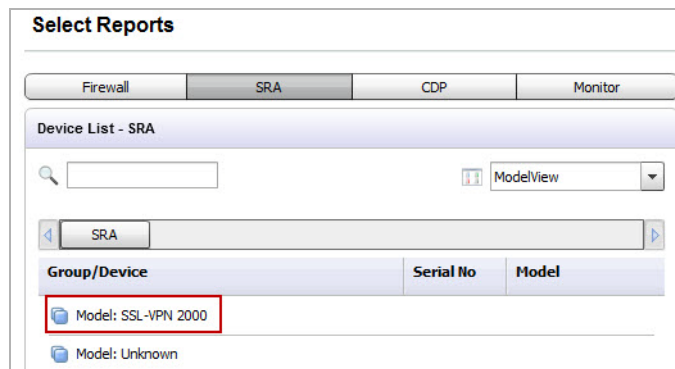 Select Reports
Firewall SRA CDP Monitor
Device List - SRA
ModelView
SRA
Group/Device Serial No Model
Model: SSL-VPN 2000
Model: Unknown